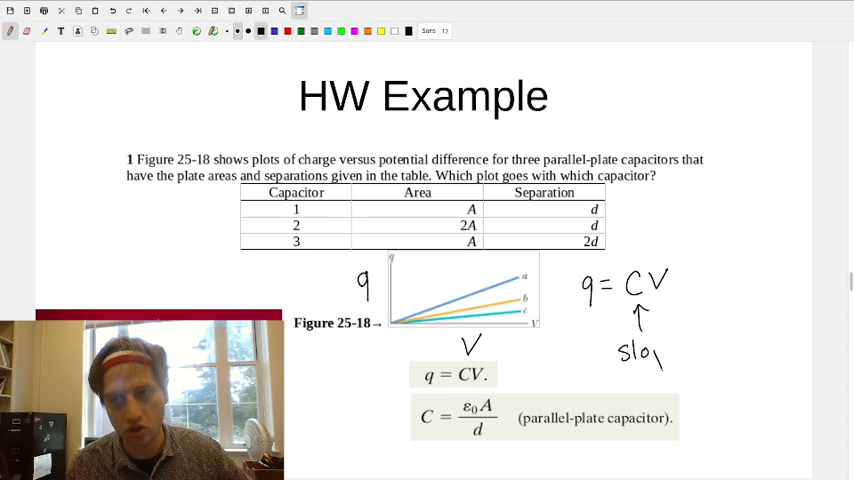 Sans 12
HW Example
1 Figure 25-18 shows plots of charge versus potential difference for three parallel-plate capacitors that
have the plate areas and separations given in the table. Which plot goes with which capacitor?
Capacitor Area Separation
1 A d
2 2A d
3 A 2d
q
a
b
c
V
q
V
Figure 25-18→
q = CV
↑
slo
q = CV.
C = ε₀A / d (parallel-plate capacitor).